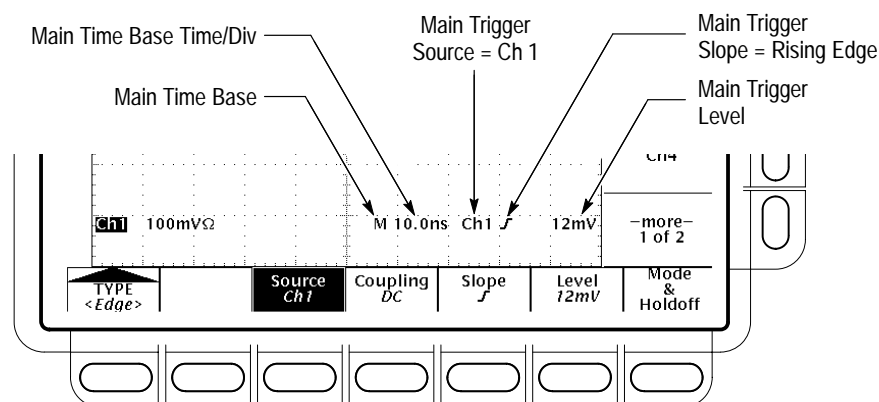 Main Time Base Time/Div
Main Trigger
Source = Ch 1
Main Trigger
Slope = Rising Edge
Main Time Base
Main Trigger
Level
Ch4
Ch1 100mVΩ M 10.0ns Ch1 12mV
–more–
1 of 2
TYPE
<Edge>
Source
Ch1
Coupling
DC
Slope
Level
12mV
Mode
&
Holdoff